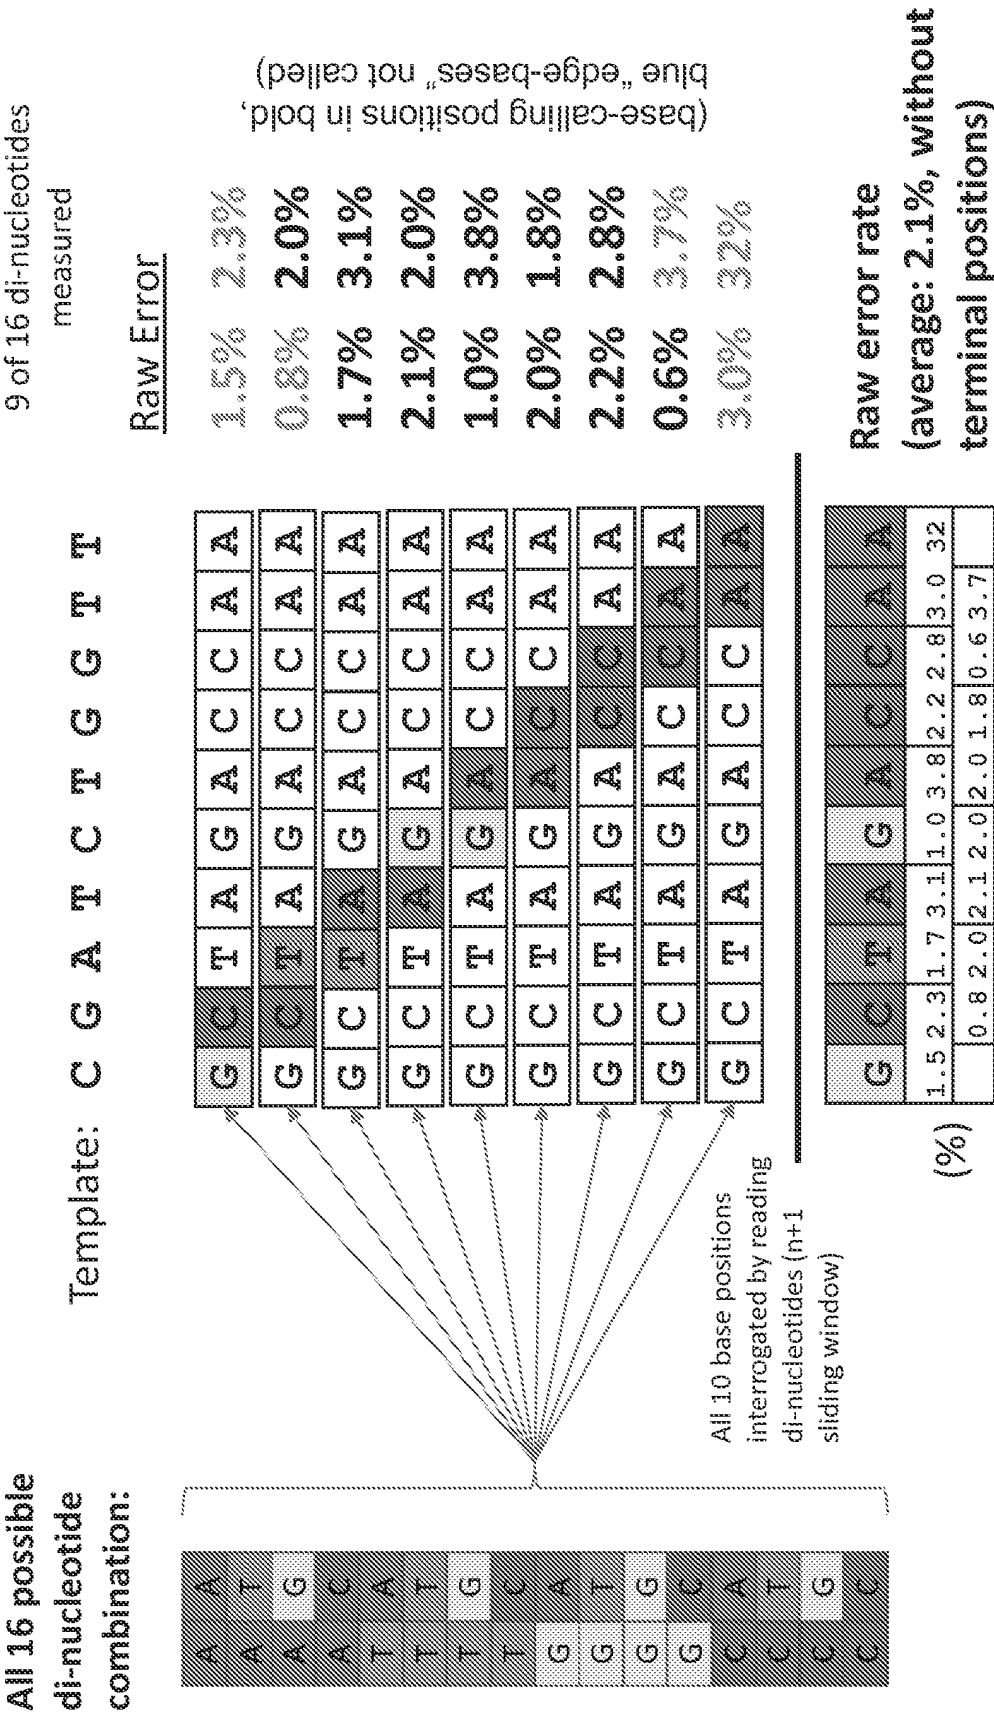 All 16 possible
di-nucleotide
combination:
A A
A T
A G
A C
T A
T T
T G
T C
G A
G T
G G
G C
C A
C T
C G
C C
All 10 base positions
interrogated by reading
di-nucleotides (n+1
sliding window)
Template: C G A T C T G G T T
G C T A G A C C A A
G C T A G A C C A A
G C T A G A C C A A
G C T A G A C C A A
G C T A G A C C A A
G C T A G A C C A A
G C T A G A C C A A
G C T A G A C C A A
G C T A G A C C A A
9 of 16 di-nucleotides
measured
Raw Error
1.5% 2.3%
0.8% 2.0%
1.7% 3.1%
2.1% 2.0%
1.0% 3.8%
2.0% 1.8%
2.2% 2.8%
0.6% 3.7%
3.0% 32%
(base-calling positions in bold,
blue “edge-bases” not called)
G C T A G A C C A A
(%) 1.5 2.3 1.7 3.1 1.0 3.8 2.2 2.8 3.0 32
0.8 2.0 2.1 2.0 2.0 1.8 0.6 3.7
Raw error rate
(average: 2.1%, without
terminal positions)